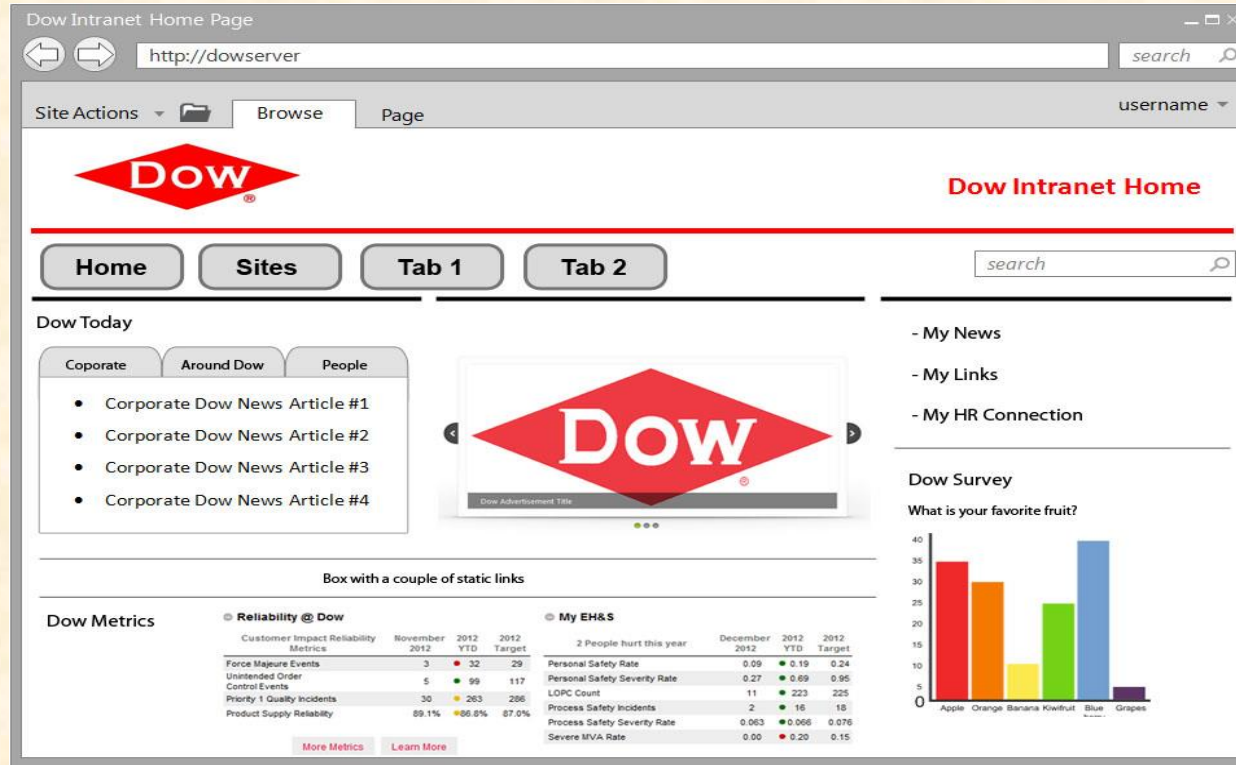 Dow Intranet Home Page
http://dowserver
search
Site Actions
Browse
Page
username
Dow
®
Dow Intranet Home
Home
Sites
Tab 1
Tab 2
search
Dow Today
Coporate
Around Dow
People
• Corporate Dow News Article #1
• Corporate Dow News Article #2
• Corporate Dow News Article #3
• Corporate Dow News Article #4
Dow
®
Dow Advertisement Title
- My News
- My Links
- My HR Connection
Dow Survey
What is your favorite fruit?
40
35
30
25
20
15
10
5
0
Apple Orange Banana Kiwifruit Blue Grapes
Box with a couple of static links
Dow Metrics
Reliability @ Dow
Customer Impact Reliability Metrics November 2012 2012 YTD 2012 Target
Force Majeure Events 3 32 29
Unintended Order Control Events 5 99 117
Priority 1 Quality Incidents 30 263 286
Product Supply Reliability 89.1% 86.8% 87.0%
More Metrics Learn More
My EH&S
2 People hurt this year December 2012 2012 YTD 2012 Target
Personal Safety Rate 0.09 0.19 0.24
Personal Safety Severity Rate 0.27 0.69 0.95
LOPC Count 11 223 225
Process Safety Incidents 2 16 18
Process Safety Severity Rate 0.063 0.066 0.076
Severe MVA Rate 0.00 0.20 0.15